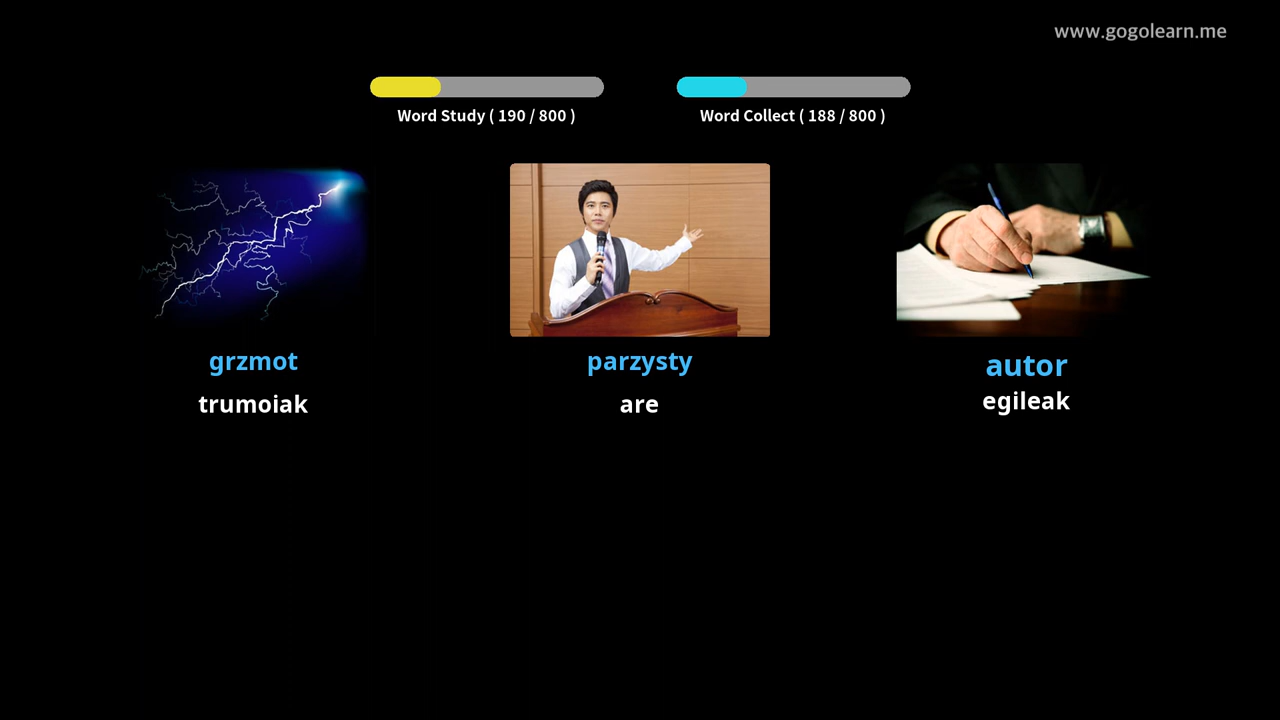 www.gogolearn.me
Word Study ( 190 / 800 )
Word Collect ( 188 / 800 )
grzmot
trumoiak
parzysty
are
autor
egileak